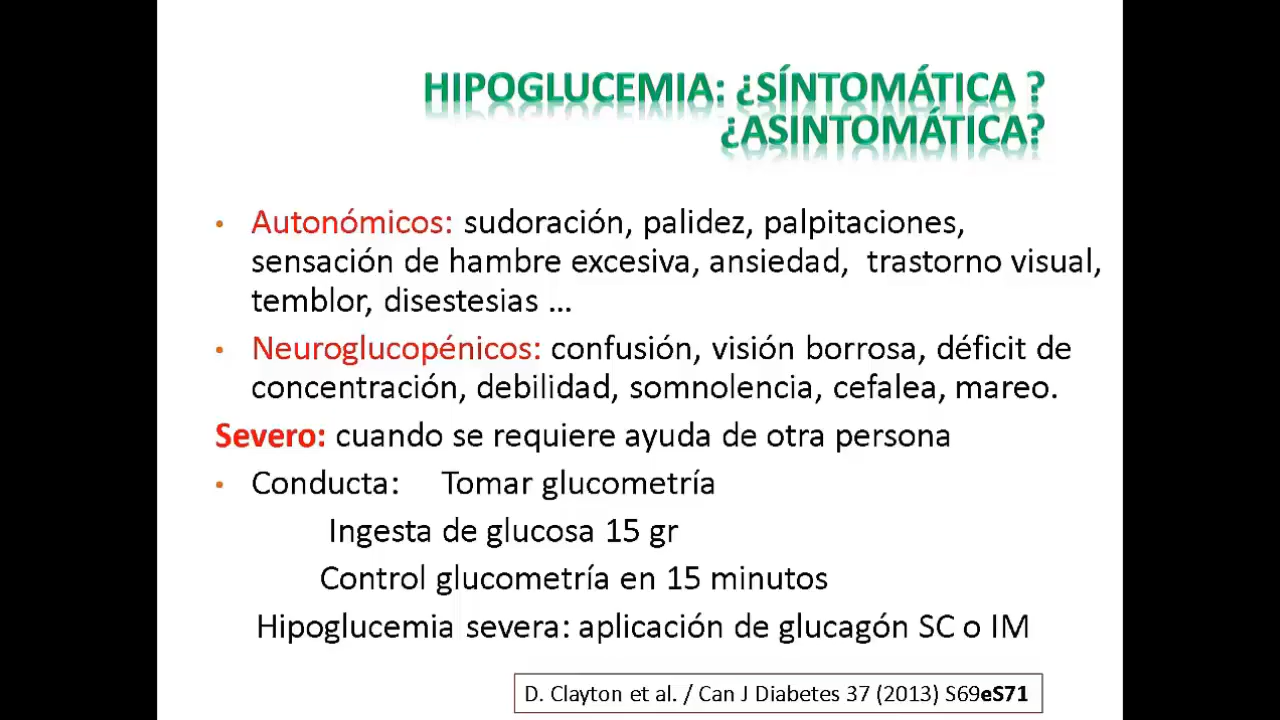 HIPOGLUCEMIA: ¿SÍNTOMÁTICA ?
¿ASINTOMÁTICA?
• Autonómicos: sudoración, palidez, palpitaciones,
sensación de hambre excesiva, ansiedad, trastorno visual,
temblor, disestesias ...
• Neuroglucopénicos: confusión, visión borrosa, déficit de
concentración, debilidad, somnolencia, cefalea, mareo.
Severo: cuando se requiere ayuda de otra persona
• Conducta: Tomar glucometría
Ingesta de glucosa 15 gr
Control glucometría en 15 minutos
Hipoglucemia severa: aplicación de glucagón SC o IM
D. Clayton et al. / Can J Diabetes 37 (2013) S69eS71